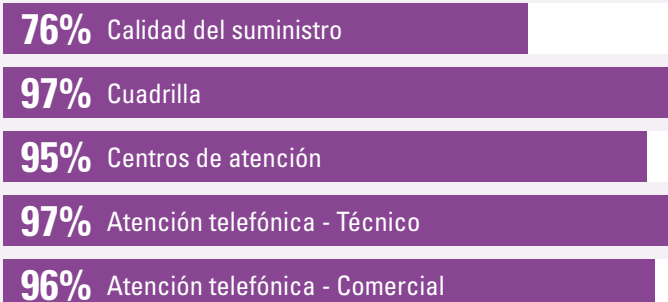 76% Calidad del suministro
97% Cuadrilla
95% Centros de atención
97% Atención telefónica - Técnico
96% Atención telefónica - Comercial